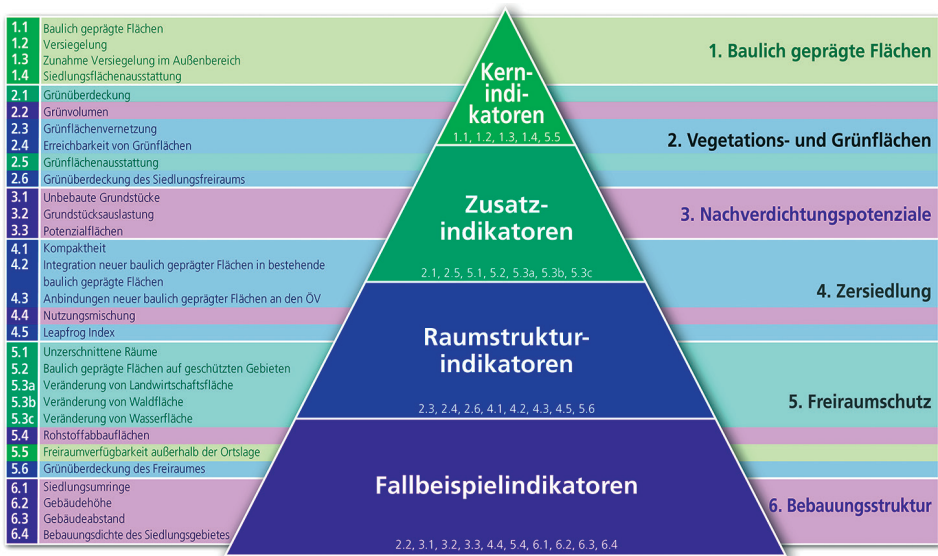 1.1 Baulich geprägte Flächen
1.2 Versiegelung
1.3 Zunahme Versiegelung im Außenbereich
1.4 Siedlungsflächenausstattung
1. Baulich geprägte Flächen
2.1 Grünüberdeckung
2.2 Grünvolumen
2.3 Grünflächenvernetzung
2.4 Erreichbarkeit von Grünflächen
2.5 Grünflächenausstattung
2.6 Grünüberdeckung des Siedlungsfreiraums
2. Vegetations- und Grünflächen
3.1 Unbebaute Grundstücke
3.2 Grundstücksauslastung
3.3 Potenzialflächen
3. Nachverdichtungspotenziale
4.1 Kompaktheit
4.2 Integration neuer baulich geprägter Flächen in bestehende
baulich geprägte Flächen
4.3 Anbindungen neuer baulich geprägter Flächen an den ÖV
4.4 Nutzungsmischung
4.5 Leapfrog Index
4. Zersiedlung
5.1 Unzerschnittene Räume
5.2 Baulich geprägte Flächen auf geschützten Gebieten
5.3a Veränderung von Landwirtschaftsfläche
5.3b Veränderung von Waldfläche
5.3c Veränderung von Wasserfläche
5.4 Rohstoffabbauflächen
5.5 Freiraumverfügbarkeit außerhalb der Ortslage
5.6 Grünüberdeckung des Freiraumes
5. Freiraumschutz
6.1 Siedlungsumringe
6.2 Gebäudehöhe
6.3 Gebäudeabstand
6.4 Bebauungsdichte des Siedlungsgebietes
6. Bebauungsstruktur
Kern-
indi-
katoren
1.1, 1.2, 1.3, 1.4, 5.5
Zusatz-
indikatoren
2.1, 2.5, 5.1, 5.2, 5.3a, 5.3b, 5.3c
Raumstruktur-
indikatoren
2.3, 2.4, 2.6, 4.1, 4.2, 4.3, 4.5, 5.6
Fallbeispielindikatoren
2.2, 3.1, 3.2, 3.3, 4.4, 5.4, 6.1, 6.2, 6.3, 6.4